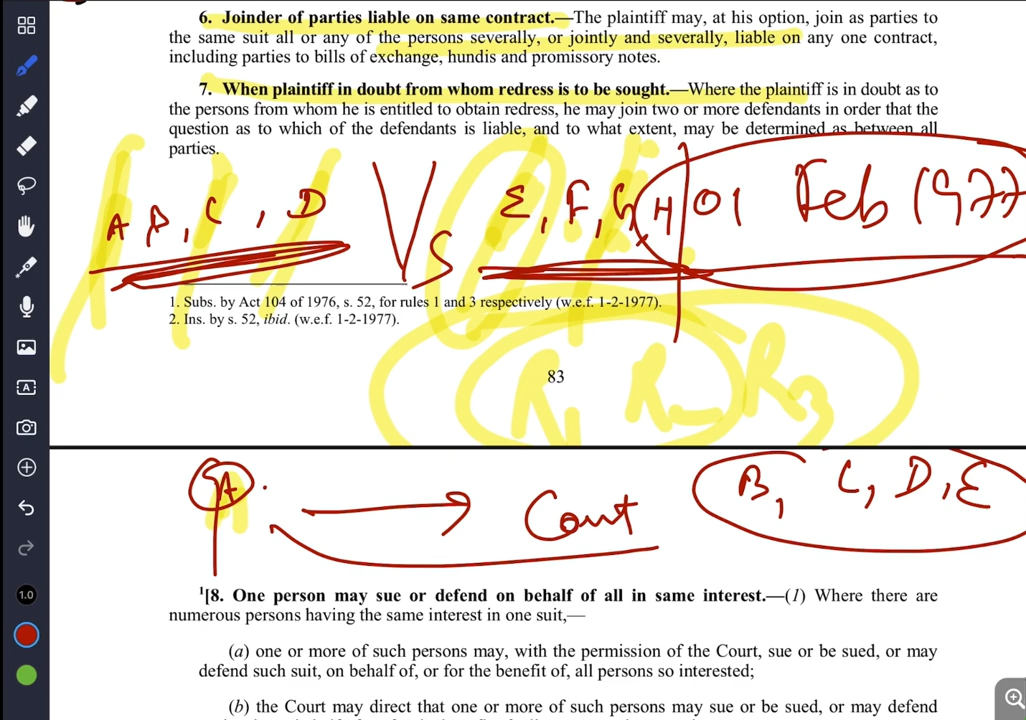 6. Joinder of parties liable on same contract.—The plaintiff may, at his option, join as parties to
the same suit all or any of the persons severally, or jointly and severally, liable on any one contract,
including parties to bills of exchange, hundis and promissory notes.
7. When plaintiff in doubt from whom redress is to be sought.—Where the plaintiff is in doubt as to
the persons from whom he is entitled to obtain redress, he may join two or more defendants in order that the
question as to which of the defendants is liable, and to what extent, may be determined as between all
parties.
A B, C, D Vs E, F, G, H 01 Feb 1977
1. Subs. by Act 104 of 1976, s. 52, for rules 1 and 3 respectively (w.e.f. 1-2-1977).
2. Ins. by s. 52, ibid. (w.e.f. 1-2-1977).
83
R1 R2 R3
A. Court B, C, D, E
1[8. One person may sue or defend on behalf of all in same interest.—(1) Where there are
numerous persons having the same interest in one suit,—
(a) one or more of such persons may, with the permission of the Court, sue or be sued, or may
defend such suit, on behalf of, or for the benefit of, all persons so interested;
(b) the Court may direct that one or more of such persons may sue or be sued, or may defend
1.0